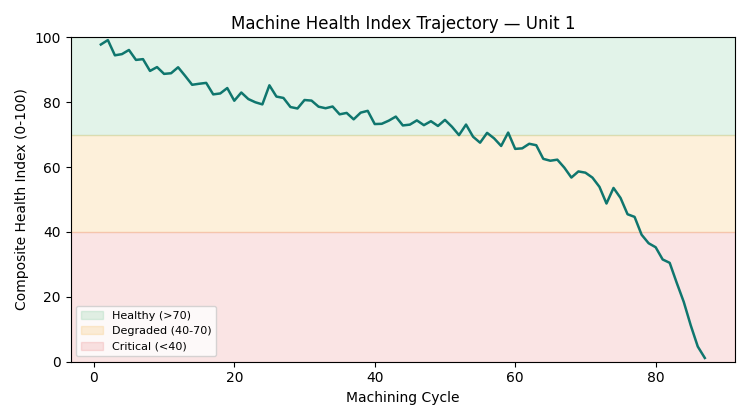 Machine Health Index Trajectory — Unit 1
Composite Health Index (0-100)
100
80
60
40
20
0
Healthy (>70)
Degraded (40-70)
Critical (<40)
0 20 40 60 80
Machining Cycle